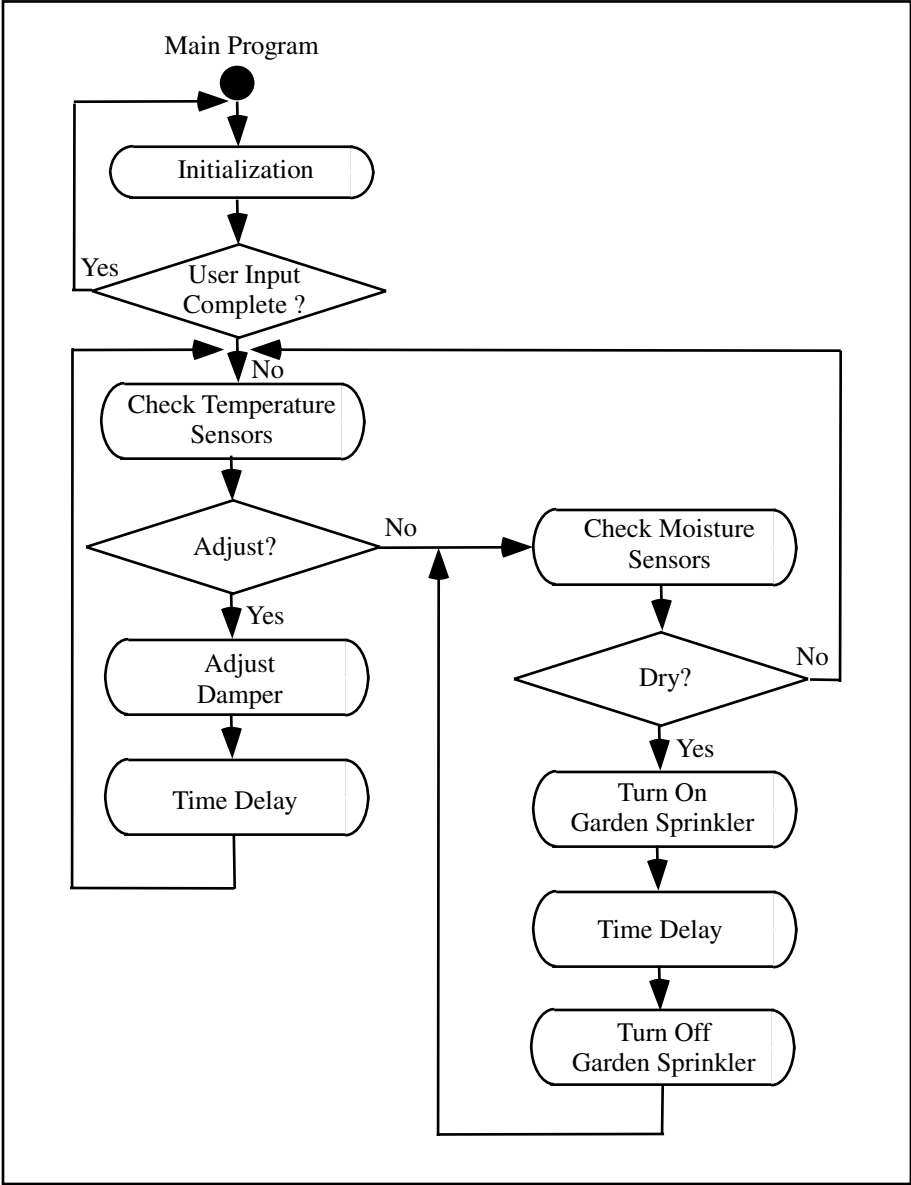 Main Program
Initialization
Yes
User Input
Complete ?
No
Check Temperature
Sensors
Adjust?
No
Yes
Adjust
Damper
Time Delay
Check Moisture
Sensors
Dry?
No
Yes
Turn On
Garden Sprinkler
Time Delay
Turn Off
Garden Sprinkler